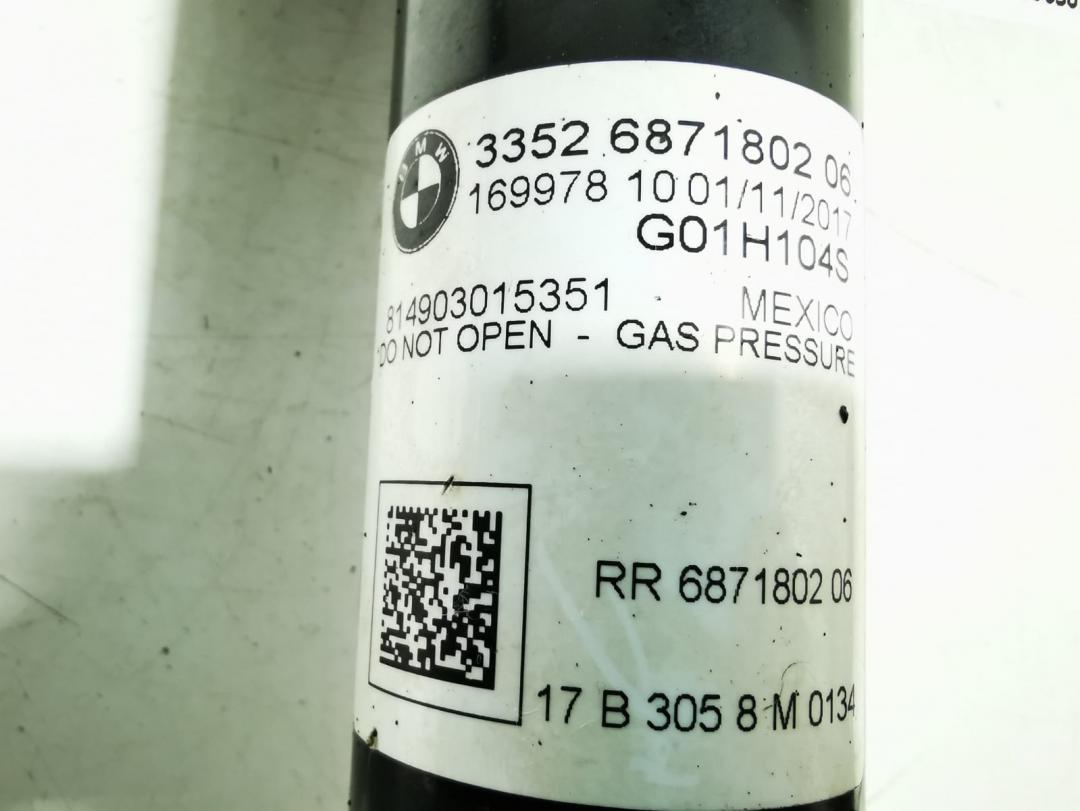 BMW
3352 6871802 06.
169978 10 01/11/2017
G01H104S
814903015351 MEXICO
DO NOT OPEN - GAS PRESSURE
RR 6871802 06
17 B 305 8 M 0134